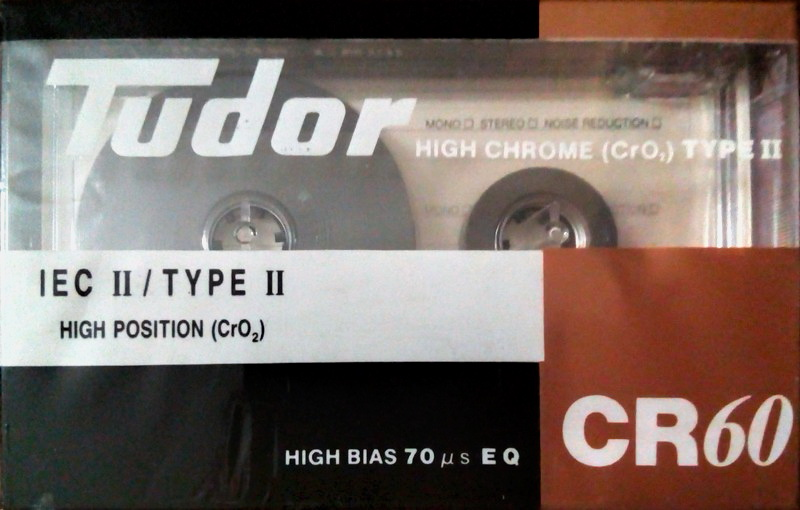 Tudor
MONO □ STEREO □ NOISE REDUCTION □
HIGH CHROME (CrO₂) TYPE II
IEC II / TYPE II
HIGH POSITION (CrO₂)
HIGH BIAS 70 μs EQ
CR60